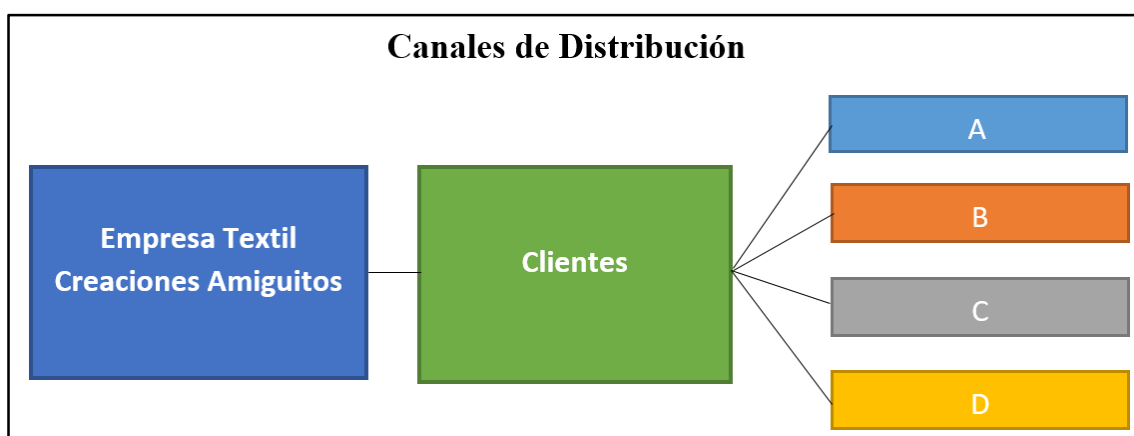 Canales de Distribución
Empresa Textil
Creaciones Amiguitos
Clientes
A
B
C
D